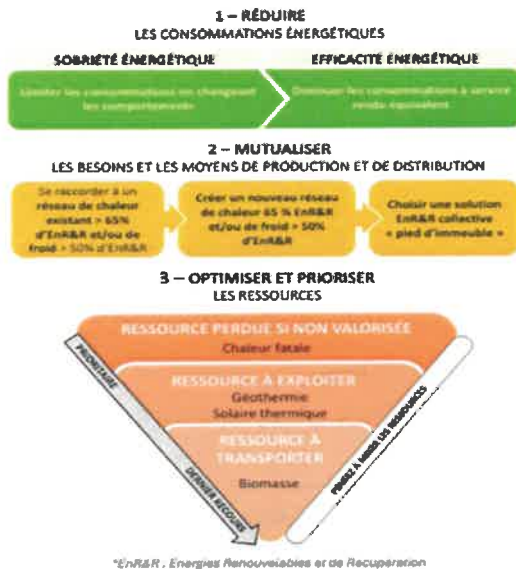 1 – RÉDUIRE
LES CONSOMMATIONS ÉNERGÉTIQUES
SOBRIÉTÉ ÉNERGÉTIQUE
EFFICACITÉ ÉNERGÉTIQUE
Limiter les consommations en changeant
les comportements
Diminuer les consommations à service
rendu équivalent
2 – MUTUALISER
LES BESOINS ET LES MOYENS DE PRODUCTION ET DE DISTRIBUTION
Se raccorder à un
réseau de chaleur
existant > 65%
d'EnR&R et/ou de
froid > 50% d'EnR&R
Créer un nouveau réseau
de chaleur 65 % EnR&R
et/ou de froid > 50%
d'EnR&R
Choisir une solution
EnR&R collective
« pied d'immeuble »
3 – OPTIMISER ET PRIORISER
LES RESSOURCES
RESSOURCE PERDUE SI NON VALORISÉE
Chaleur fatale
RESSOURCE À EXPLOITER
Géothermie
Solaire thermique
RESSOURCE À
TRANSPORTER
Biomasse
PRIORITAIRE
DERNIER RECOURS
PENSEZ À MIXER LES RESSOURCES
*EnR&R : Energies Renouvelables et de Récupération